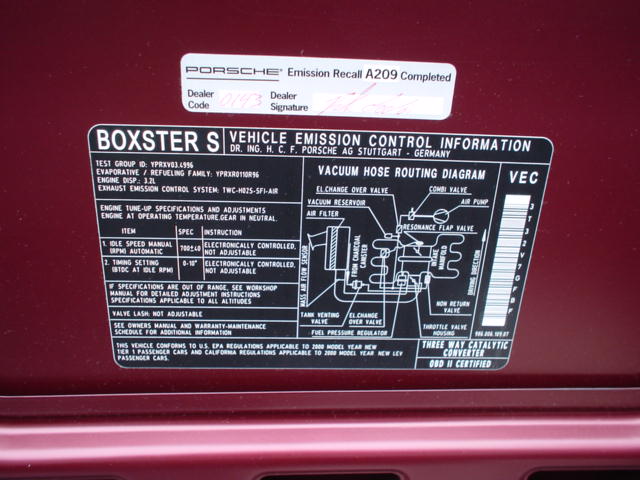 PORSCHE Emission Recall A209 Completed
Dealer Code 0143 Dealer Signature
BOXSTER S VEHICLE EMISSION CONTROL INFORMATION
DR. ING. H. C. F. PORSCHE AG STUTTGART - GERMANY
TEST GROUP ID: YPRXV03.4996
EVAPORATIVE / REFUELING FAMILY: YPRXR0110R96
ENGINE DISP.: 3.2L
EXHAUST EMISSION CONTROL SYSTEM: TWC-HO2S-SFI-AIR
ENGINE TUNE-UP SPECIFICATIONS AND ADJUSTMENTS
ENGINE AT OPERATING TEMPERATURE,GEAR IN NEUTRAL.
ITEM SPEC INSTRUCTIONS
1. IDLE SPEED MANUAL (RPM) AUTOMATIC 700±40 ELECTRONICALLY CONTROLLED, NOT ADJUSTABLE
2. TIMING SETTING (BTDC AT IDLE RPM) 0-10° ELECTRONICALLY CONTROLLED, NOT ADJUSTABLE
IF SPECIFICATIONS ARE OUT OF RANGE, SEE WORKSHOP
MANUAL FOR DETAILED ADJUSTMENT INSTRUCTIONS
SPECIFICATIONS APPLICABLE TO ALL ALTITUDES
VALVE LASH: NOT ADJUSTABLE
SEE OWNERS MANUAL AND WARRANTY-MAINTENANCE
SCHEDULE FOR ADDITIONAL INFORMATION
THIS VEHICLE CONFORMS TO U.S. EPA REGULATIONS APPLICABLE TO 2000 MODEL YEAR NEW
TIER 1 PASSENGER CARS AND CALIFORNIA REGULATIONS APPLICABLE TO 2000 MODEL YEAR NEW LEV
PASSENGER CARS.
VACUUM HOSE ROUTING DIAGRAM
EL.CHANGE OVER VALVE
COMBI VALVE
VACUUM RESERVOIR
AIR PUMP
AIR FILTER
RESONANCE FLAP VALVE
MASS AIR FLOW SENSOR
FROM CHARCOAL CANISTER
INTAKE MANIFOLD
DRIVING DIRECTION
TANK VENTING VALVE
EL.CHANGE OVER VALVE
NON RETURN VALVE
FUEL PRESSURE REGULATOR
THROTTLE VALVE HOUSING
VEC
996.006.109.07
THREE WAY CATALYTIC
CONVERTER
OBD II CERTIFIED